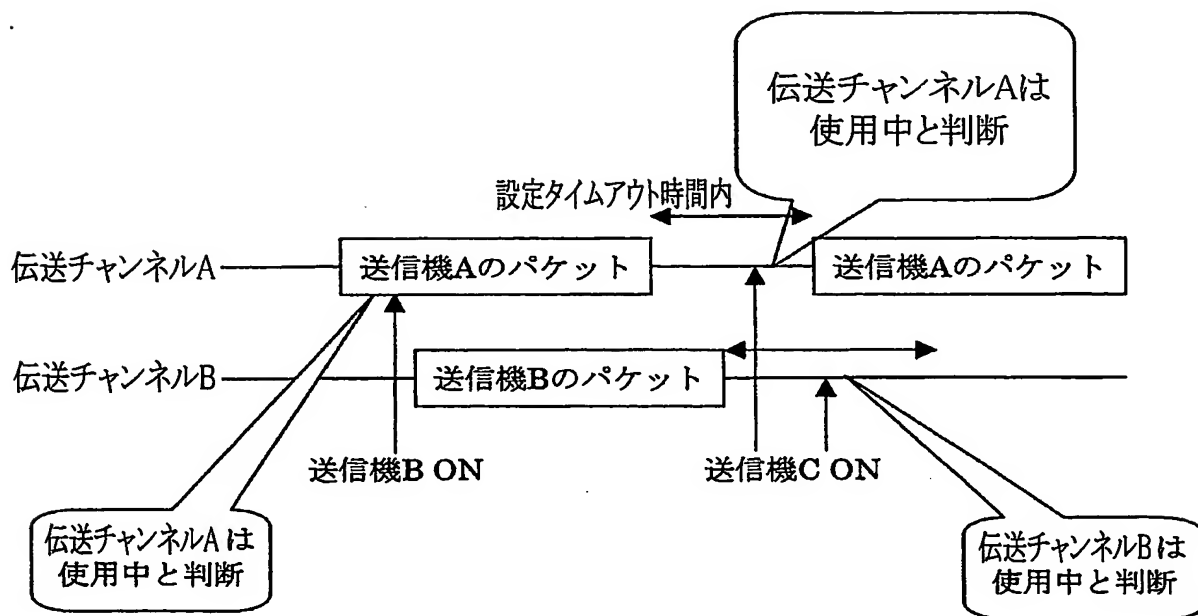 伝送チャンネルAは
使用中と判断
設定タイムアウト時間内
伝送チャンネルA
送信機Aのパケット
送信機Aのパケット
伝送チャンネルB
送信機Bのパケット
送信機B ON
送信機C ON
伝送チャンネルAは
使用中と判断
伝送チャンネルBは
使用中と判断